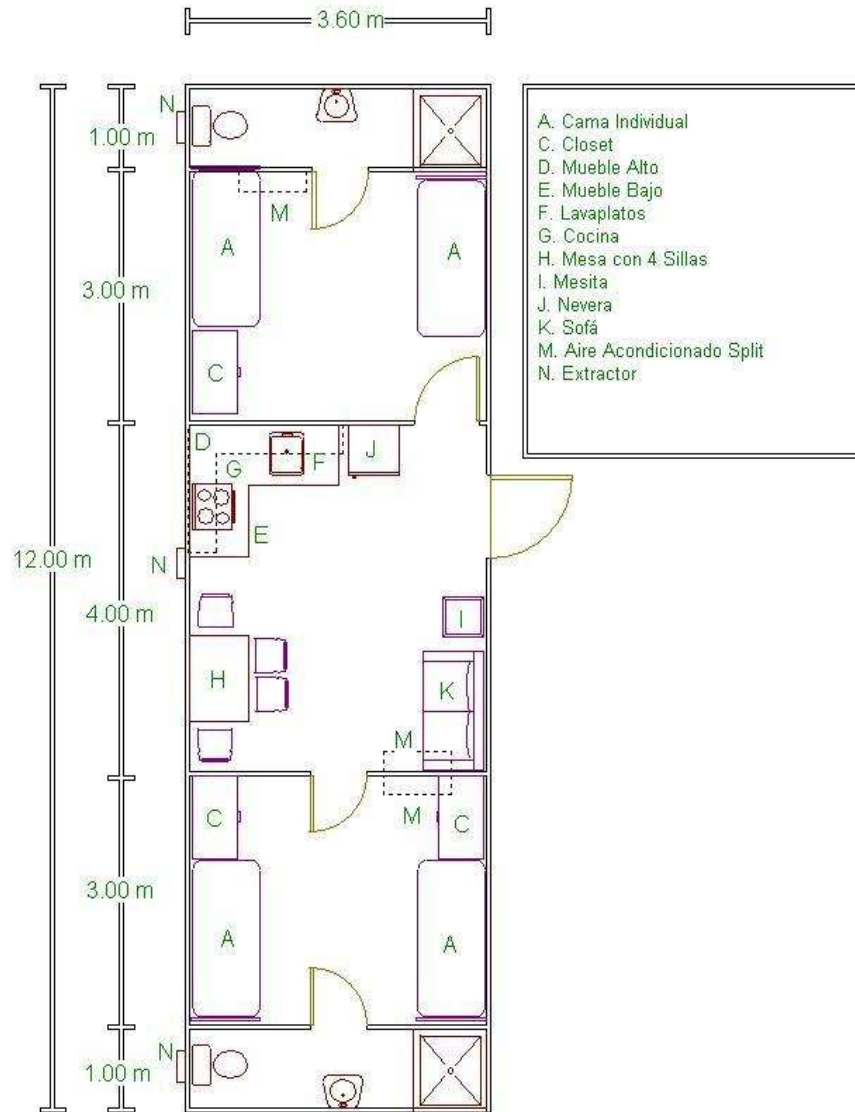 3.60 m
N
1.00 m
M
A
A
3.00 m
C
D
G
F
J
E
N
12.00 m
4.00 m
I
H
K
M
C
M
C
3.00 m
A
A
N
1.00 m
A. Cama Individual
C. Closet
D. Mueble Alto
E. Mueble Bajo
F. Lavaplatos
G. Cocina
H. Mesa con 4 Sillas
I. Mesita
J. Nevera
K. Sofá
M. Aire Acondicionado Split
N. Extractor